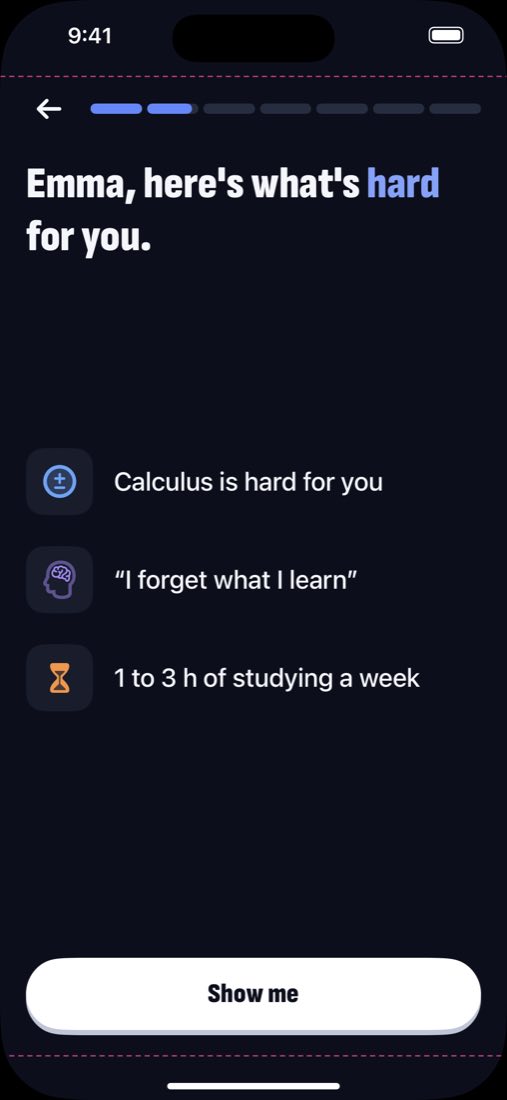 9:41
Emma, here's what's hard
for you.
Calculus is hard for you
“I forget what I learn”
1 to 3 h of studying a week
Show me